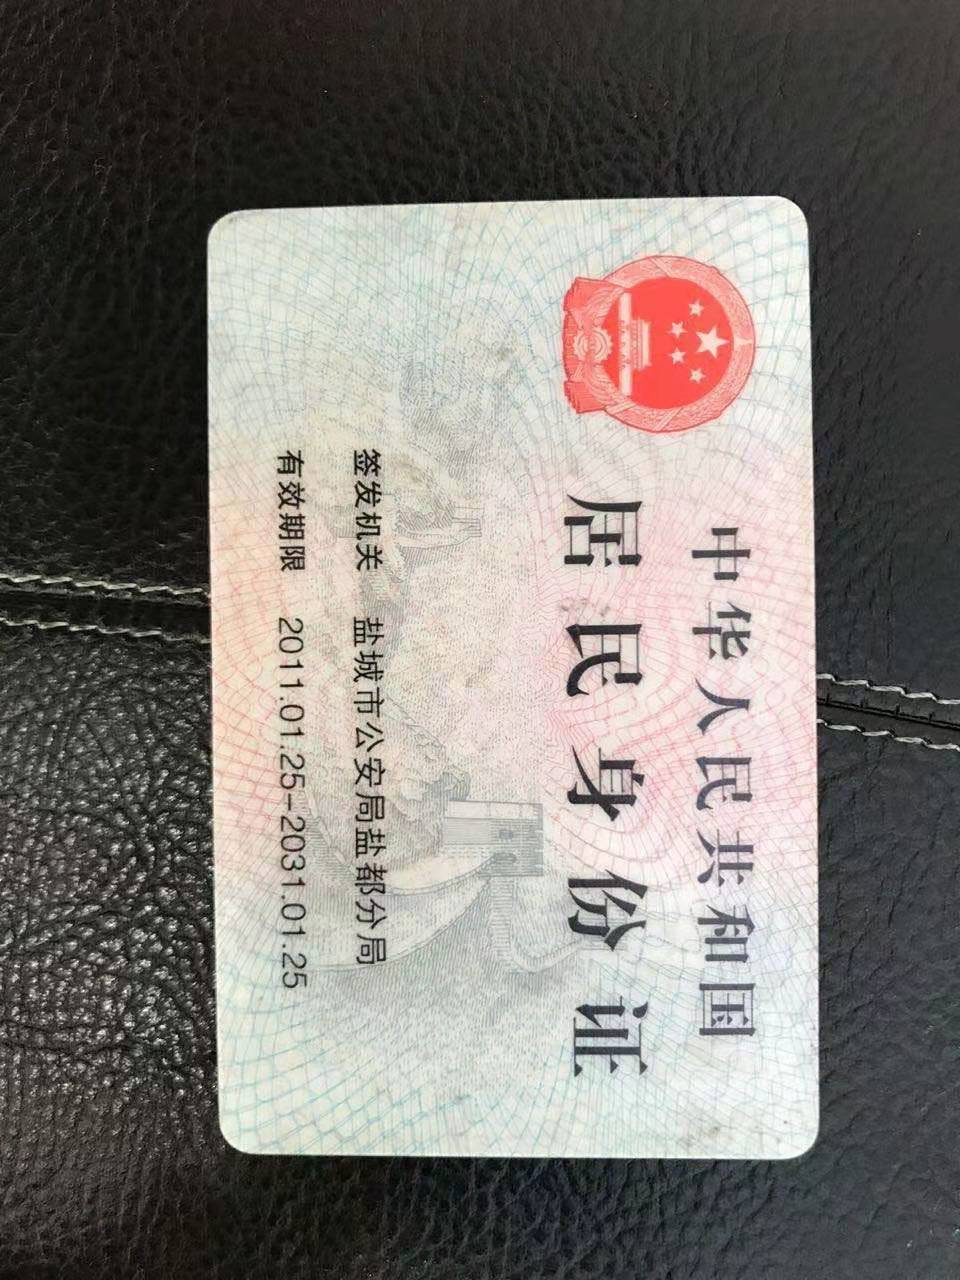 中华人民共和国
居民身份证
签发机关 盐城市公安局盐都分局
有效期限 2011.01.25-2031.01.25